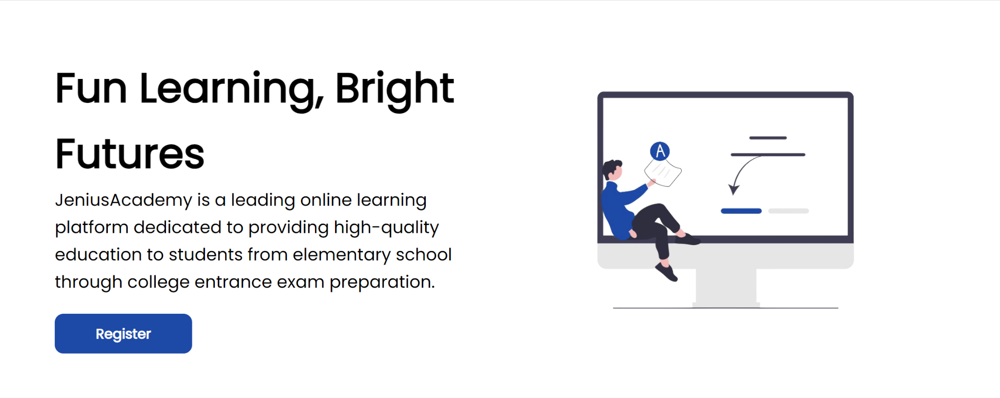 Fun Learning, Bright
Futures
JeniusAcademy is a leading online learning
platform dedicated to providing high-quality
education to students from elementary school
through college entrance exam preparation.
Register
A